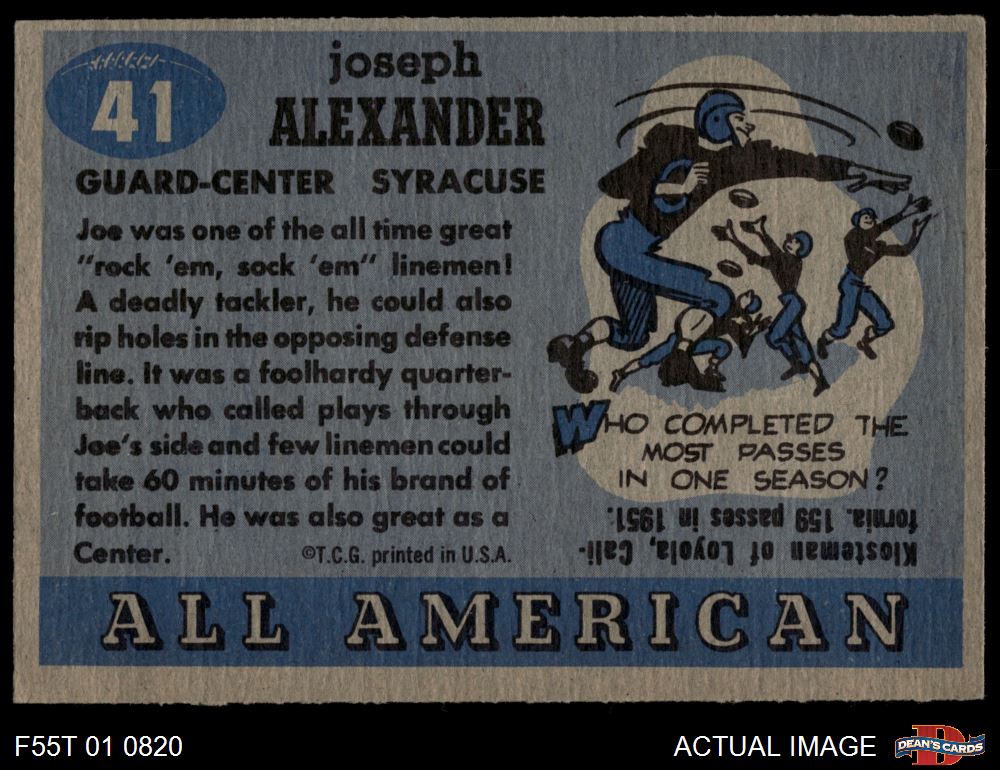 41
joseph
ALEXANDER
GUARD-CENTER SYRACUSE
Joe was one of the all time great
"rock 'em, sock 'em" linemen!
A deadly tackler, he could also
rip holes in the opposing defense
line. It was a foolhardy quarter-
back who called plays through
Joe's side and few linemen could
take 60 minutes of his brand of
football. He was also great as a
Center.
©T.C.G. printed in U.S.A.
WHO COMPLETED THE
MOST PASSES
IN ONE SEASON?
Klosteman of Loyola, Cali-
fornia. 159 passes in 1951.
ALL AMERICAN
F55T 01 0820
ACTUAL IMAGE
D
DEAN'S CARDS